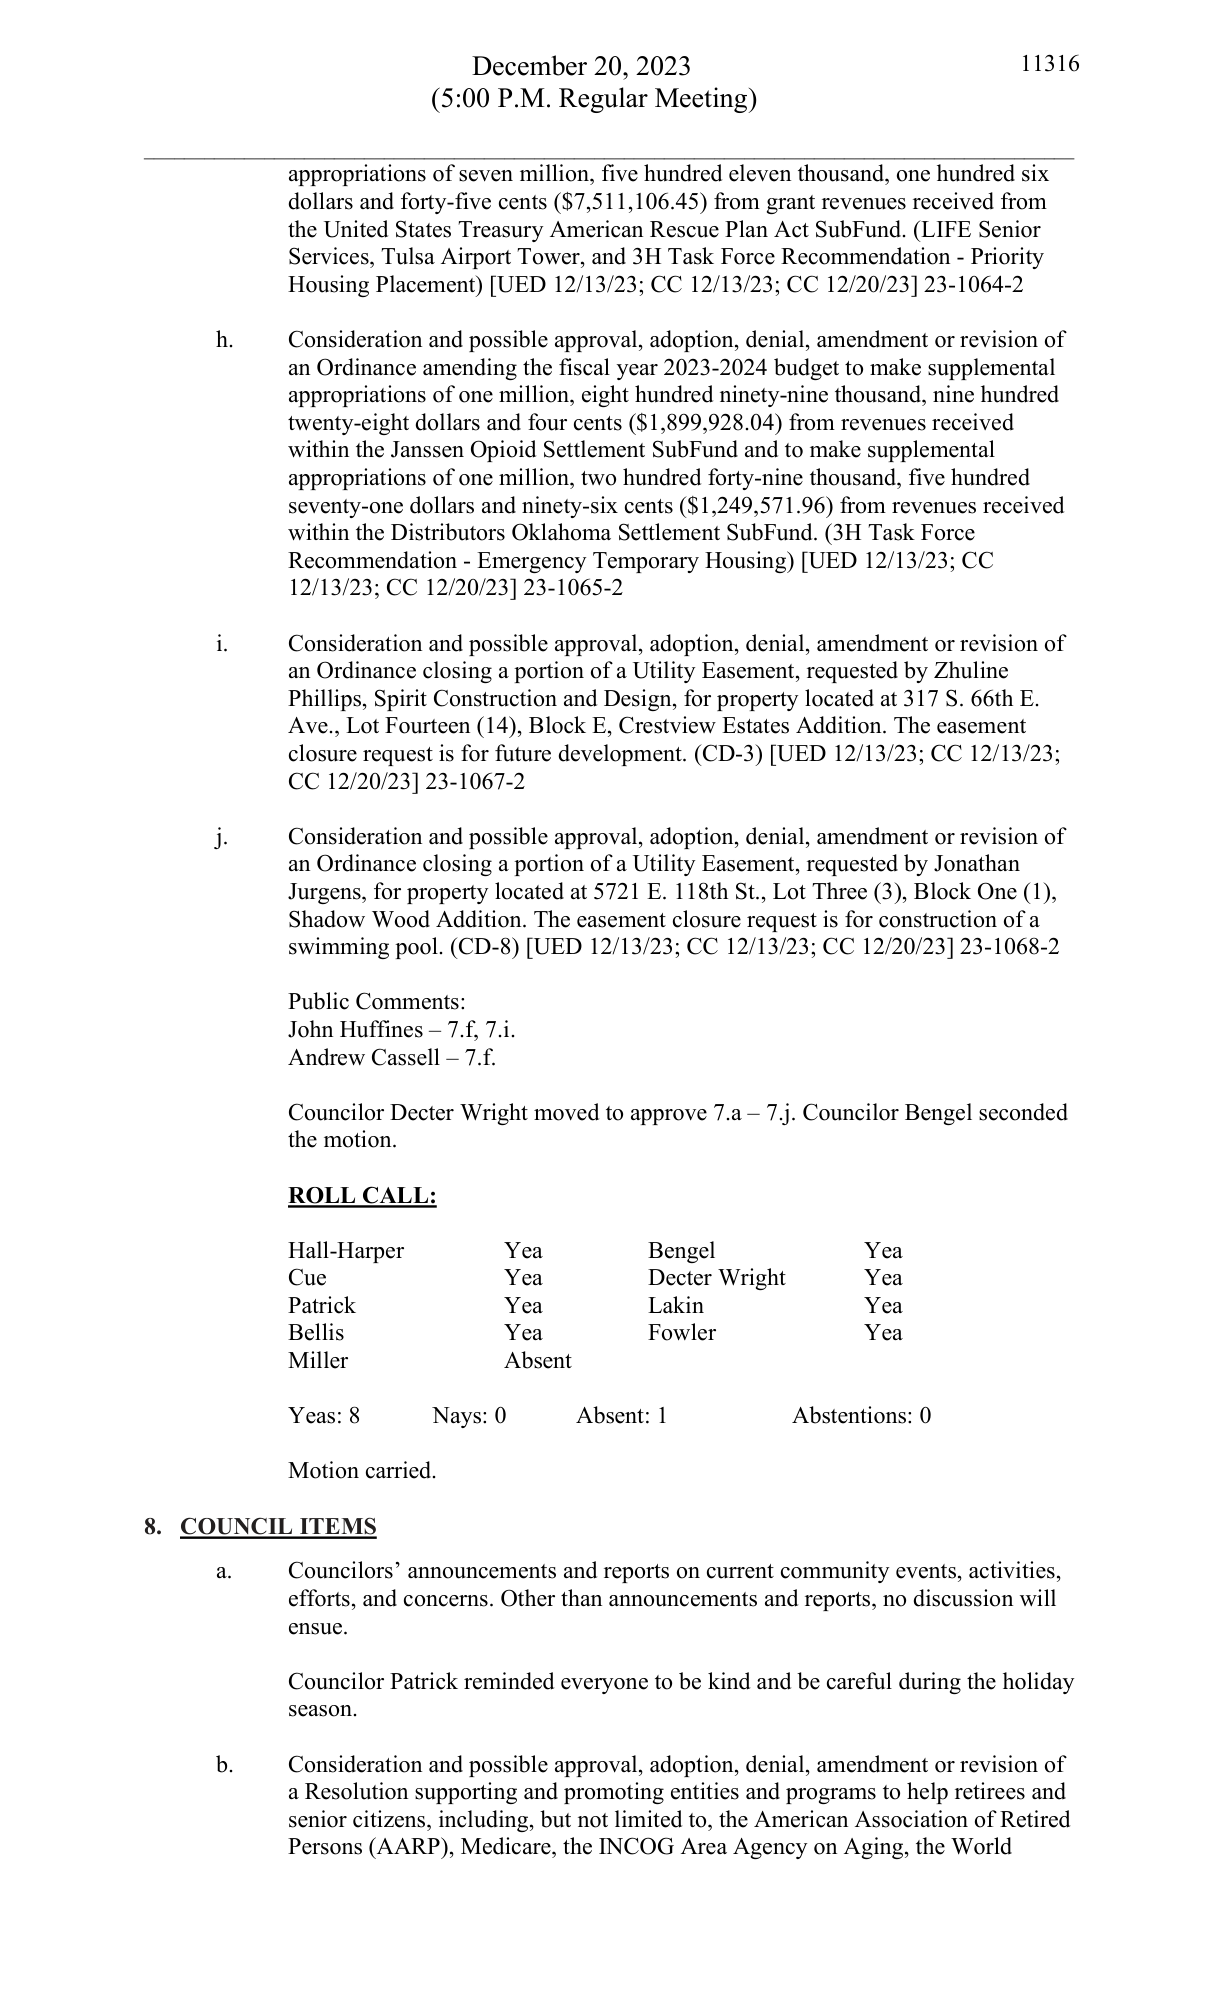 December 20, 2023
11316
(5:00 P.M. Regular Meeting)
appropriations of seven million, five hundred eleven thousand, one hundred six
dollars and forty-five cents ($7,511,106.45) from grant revenues received from
the United States Treasury American Rescue Plan Act SubFund. (LIFE Senior
Services, Tulsa Airport Tower, and 3H Task Force Recommendation - Priority
Housing Placement) [UED 12/13/23; CC 12/13/23; CC 12/20/23] 23-1064-2
h. Consideration and possible approval, adoption, denial, amendment or revision of
an Ordinance amending the fiscal year 2023-2024 budget to make supplemental
appropriations of one million, eight hundred ninety-nine thousand, nine hundred
twenty-eight dollars and four cents ($1,899,928.04) from revenues received
within the Janssen Opioid Settlement SubFund and to make supplemental
appropriations of one million, two hundred forty-nine thousand, five hundred
seventy-one dollars and ninety-six cents ($1,249,571.96) from revenues received
within the Distributors Oklahoma Settlement SubFund. (3H Task Force
Recommendation - Emergency Temporary Housing) [UED 12/13/23; CC
12/13/23; CC 12/20/23] 23-1065-2
i. Consideration and possible approval, adoption, denial, amendment or revision of
an Ordinance closing a portion of a Utility Easement, requested by Zhuline
Phillips, Spirit Construction and Design, for property located at 317 S. 66th E.
Ave., Lot Fourteen (14), Block E, Crestview Estates Addition. The easement
closure request is for future development. (CD-3) [UED 12/13/23; CC 12/13/23;
CC 12/20/23] 23-1067-2
j. Consideration and possible approval, adoption, denial, amendment or revision of
an Ordinance closing a portion of a Utility Easement, requested by Jonathan
Jurgens, for property located at 5721 E. 118th St., Lot Three (3), Block One (1),
Shadow Wood Addition. The easement closure request is for construction of a
swimming pool. (CD-8) [UED 12/13/23; CC 12/13/23; CC 12/20/23] 23-1068-2
Public Comments:
John Huffines – 7.f, 7.i.
Andrew Cassell – 7.f.
Councilor Decter Wright moved to approve 7.a – 7.j. Councilor Bengel seconded
the motion.
ROLL CALL:
Hall-Harper Yea Bengel Yea
Cue Yea Decter Wright Yea
Patrick Yea Lakin Yea
Bellis Yea Fowler Yea
Miller Absent
Yeas: 8 Nays: 0 Absent: 1 Abstentions: 0
Motion carried.
8. COUNCIL ITEMS
a. Councilors’ announcements and reports on current community events, activities,
efforts, and concerns. Other than announcements and reports, no discussion will
ensue.
Councilor Patrick reminded everyone to be kind and be careful during the holiday
season.
b. Consideration and possible approval, adoption, denial, amendment or revision of
a Resolution supporting and promoting entities and programs to help retirees and
senior citizens, including, but not limited to, the American Association of Retired
Persons (AARP), Medicare, the INCOG Area Agency on Aging, the World